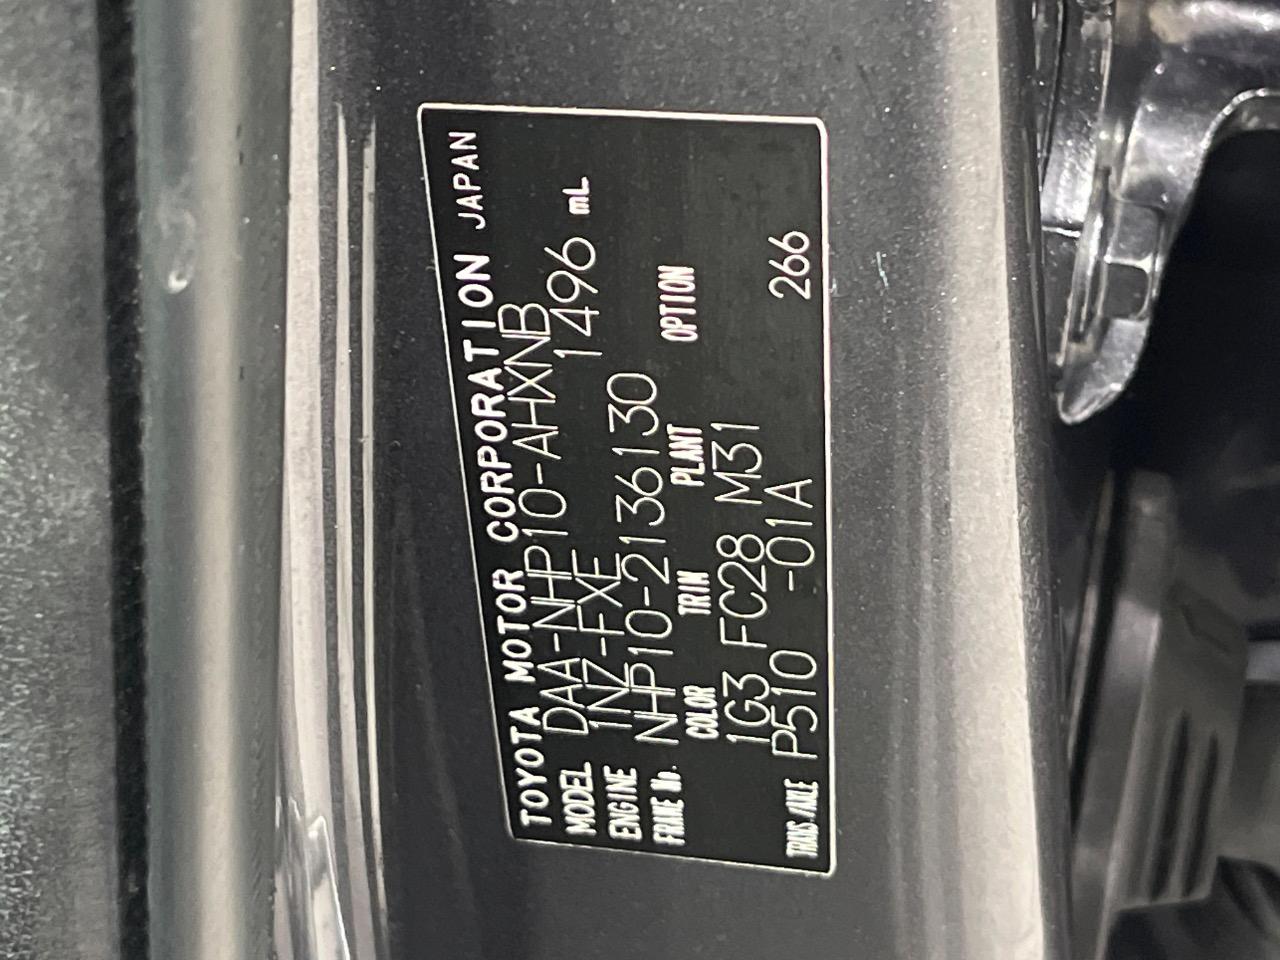 TOYOTA MOTOR CORPORATION JAPAN
MODEL DAA-NHP10-AHXNB
ENGINE 1NZ-FXE 1496 mL
FRAME No. NHP10-2136130
COLOR TRIM PLANT OPTION
1G3 FC28 M31
TRANS./AXLE P510 -01A 266